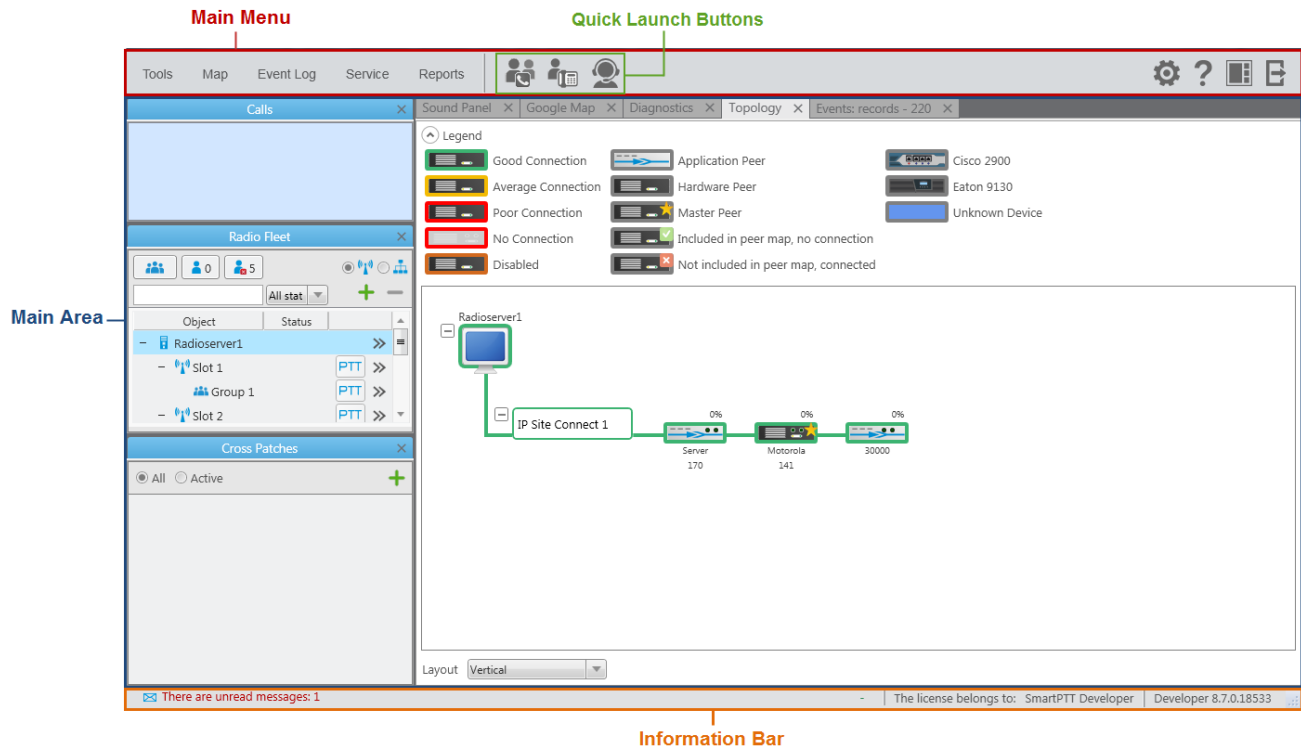 Main Menu
Quick Launch Buttons
Tools Map Event Log Service Reports
Calls
Sound Panel Google Map Diagnostics Topology Events: records - 220
Legend
Good Connection Application Peer Cisco 2900
Average Connection Hardware Peer Eaton 9130
Poor Connection Master Peer Unknown Device
No Connection Included in peer map, no connection
Disabled Not included in peer map, connected
Radio Fleet
0 5
All stat
Object Status
Radioserver1
Slot 1 PTT
Group 1 PTT
Slot 2 PTT
Main Area
Cross Patches
All Active
Radioserver1
IP Site Connect 1
0% 0% 0%
Server Motorola 30000
170 141
Layout Vertical
There are unread messages: 1
- The license belongs to: SmartPTT Developer Developer 8.7.0.18533
Information Bar